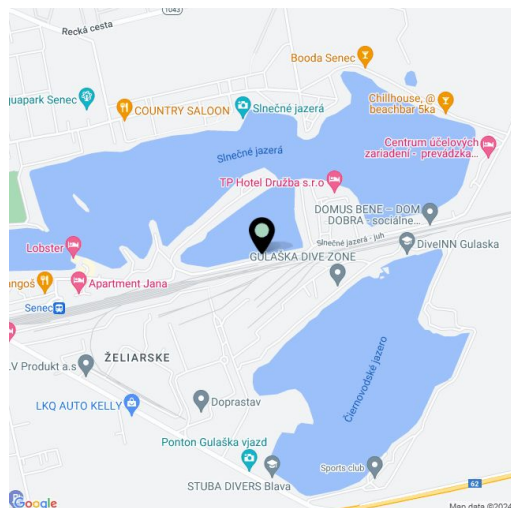 1043
Recká cesta
Booda Senec
quapark Senec
COUNTRY SALOON
Slnečné jazerá
Chillhouse, @
beachbar 5ka
Slnečné jazerá
Centrum účelových
zariadení - prevádzka...
TP Hotel Družba s.r.o
DOMUS BENE – DOM
DOBRA - sociálne...
Slnečné jazerá - juh
DiveINN Gulaska
Lobster
GULÁŠKA DIVE ZONE
angoš
Apartment Jana
Senec
ŽELIARSKE
LV Produkt a.s
Čiernovodské jazero
LKQ AUTO KELLY
Doprastav
Ponton Gulaška vjazd
Sports club
STUBA DIVERS Blava
62
Google
Map data ©2024